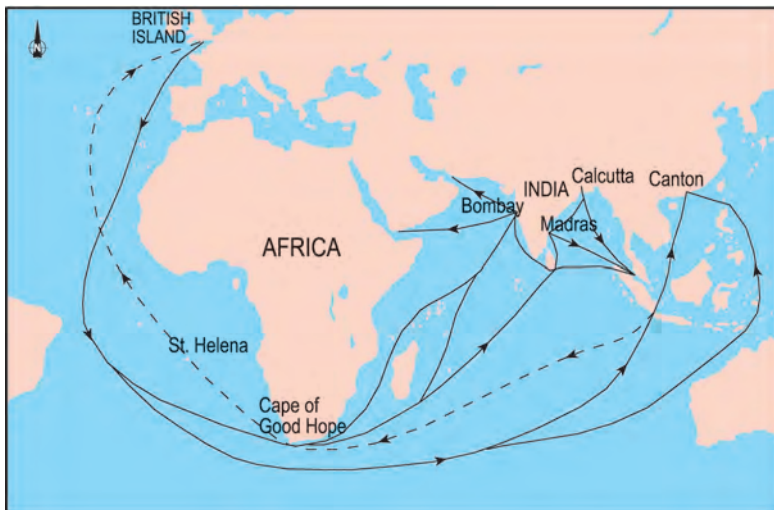 BRITISH
ISLAND
N
INDIA
Calcutta
Canton
Bombay
Madras
AFRICA
St. Helena
Cape of
Good Hope